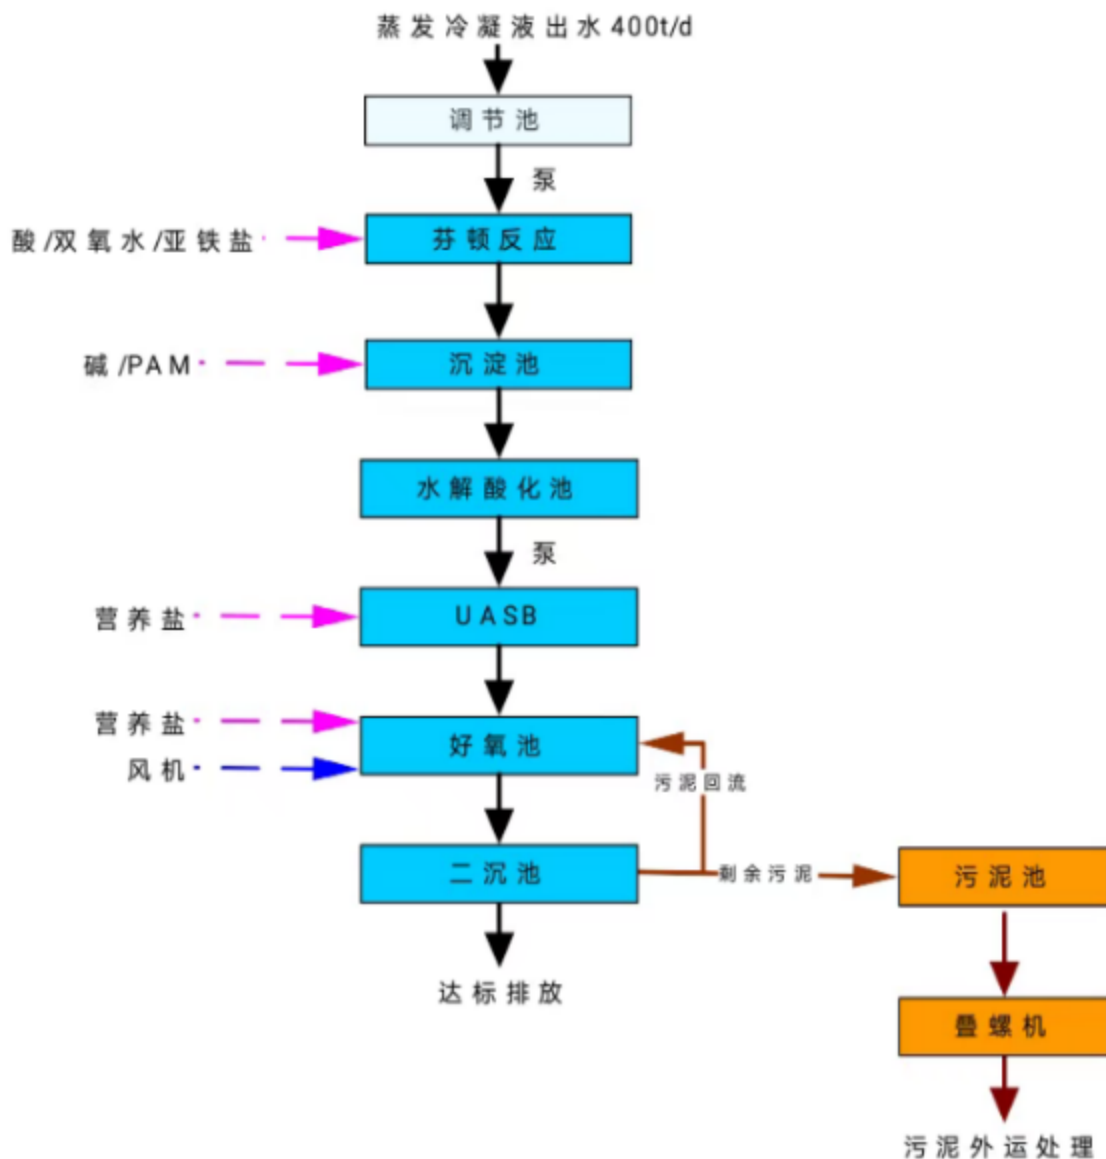 蒸发冷凝液出水400t/d
调节池
泵
酸/双氧水/亚铁盐
芬顿反应
碱/PAM
沉淀池
水解酸化池
泵
营养盐
UASB
营养盐
好氧池
风机
污泥回流
二沉池
剩余污泥
污泥池
达标排放
叠螺机
污泥外运处理